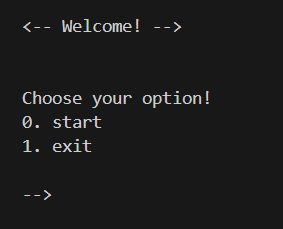 <-- Welcome! -->
Choose your option!
0. start
1. exit
-->